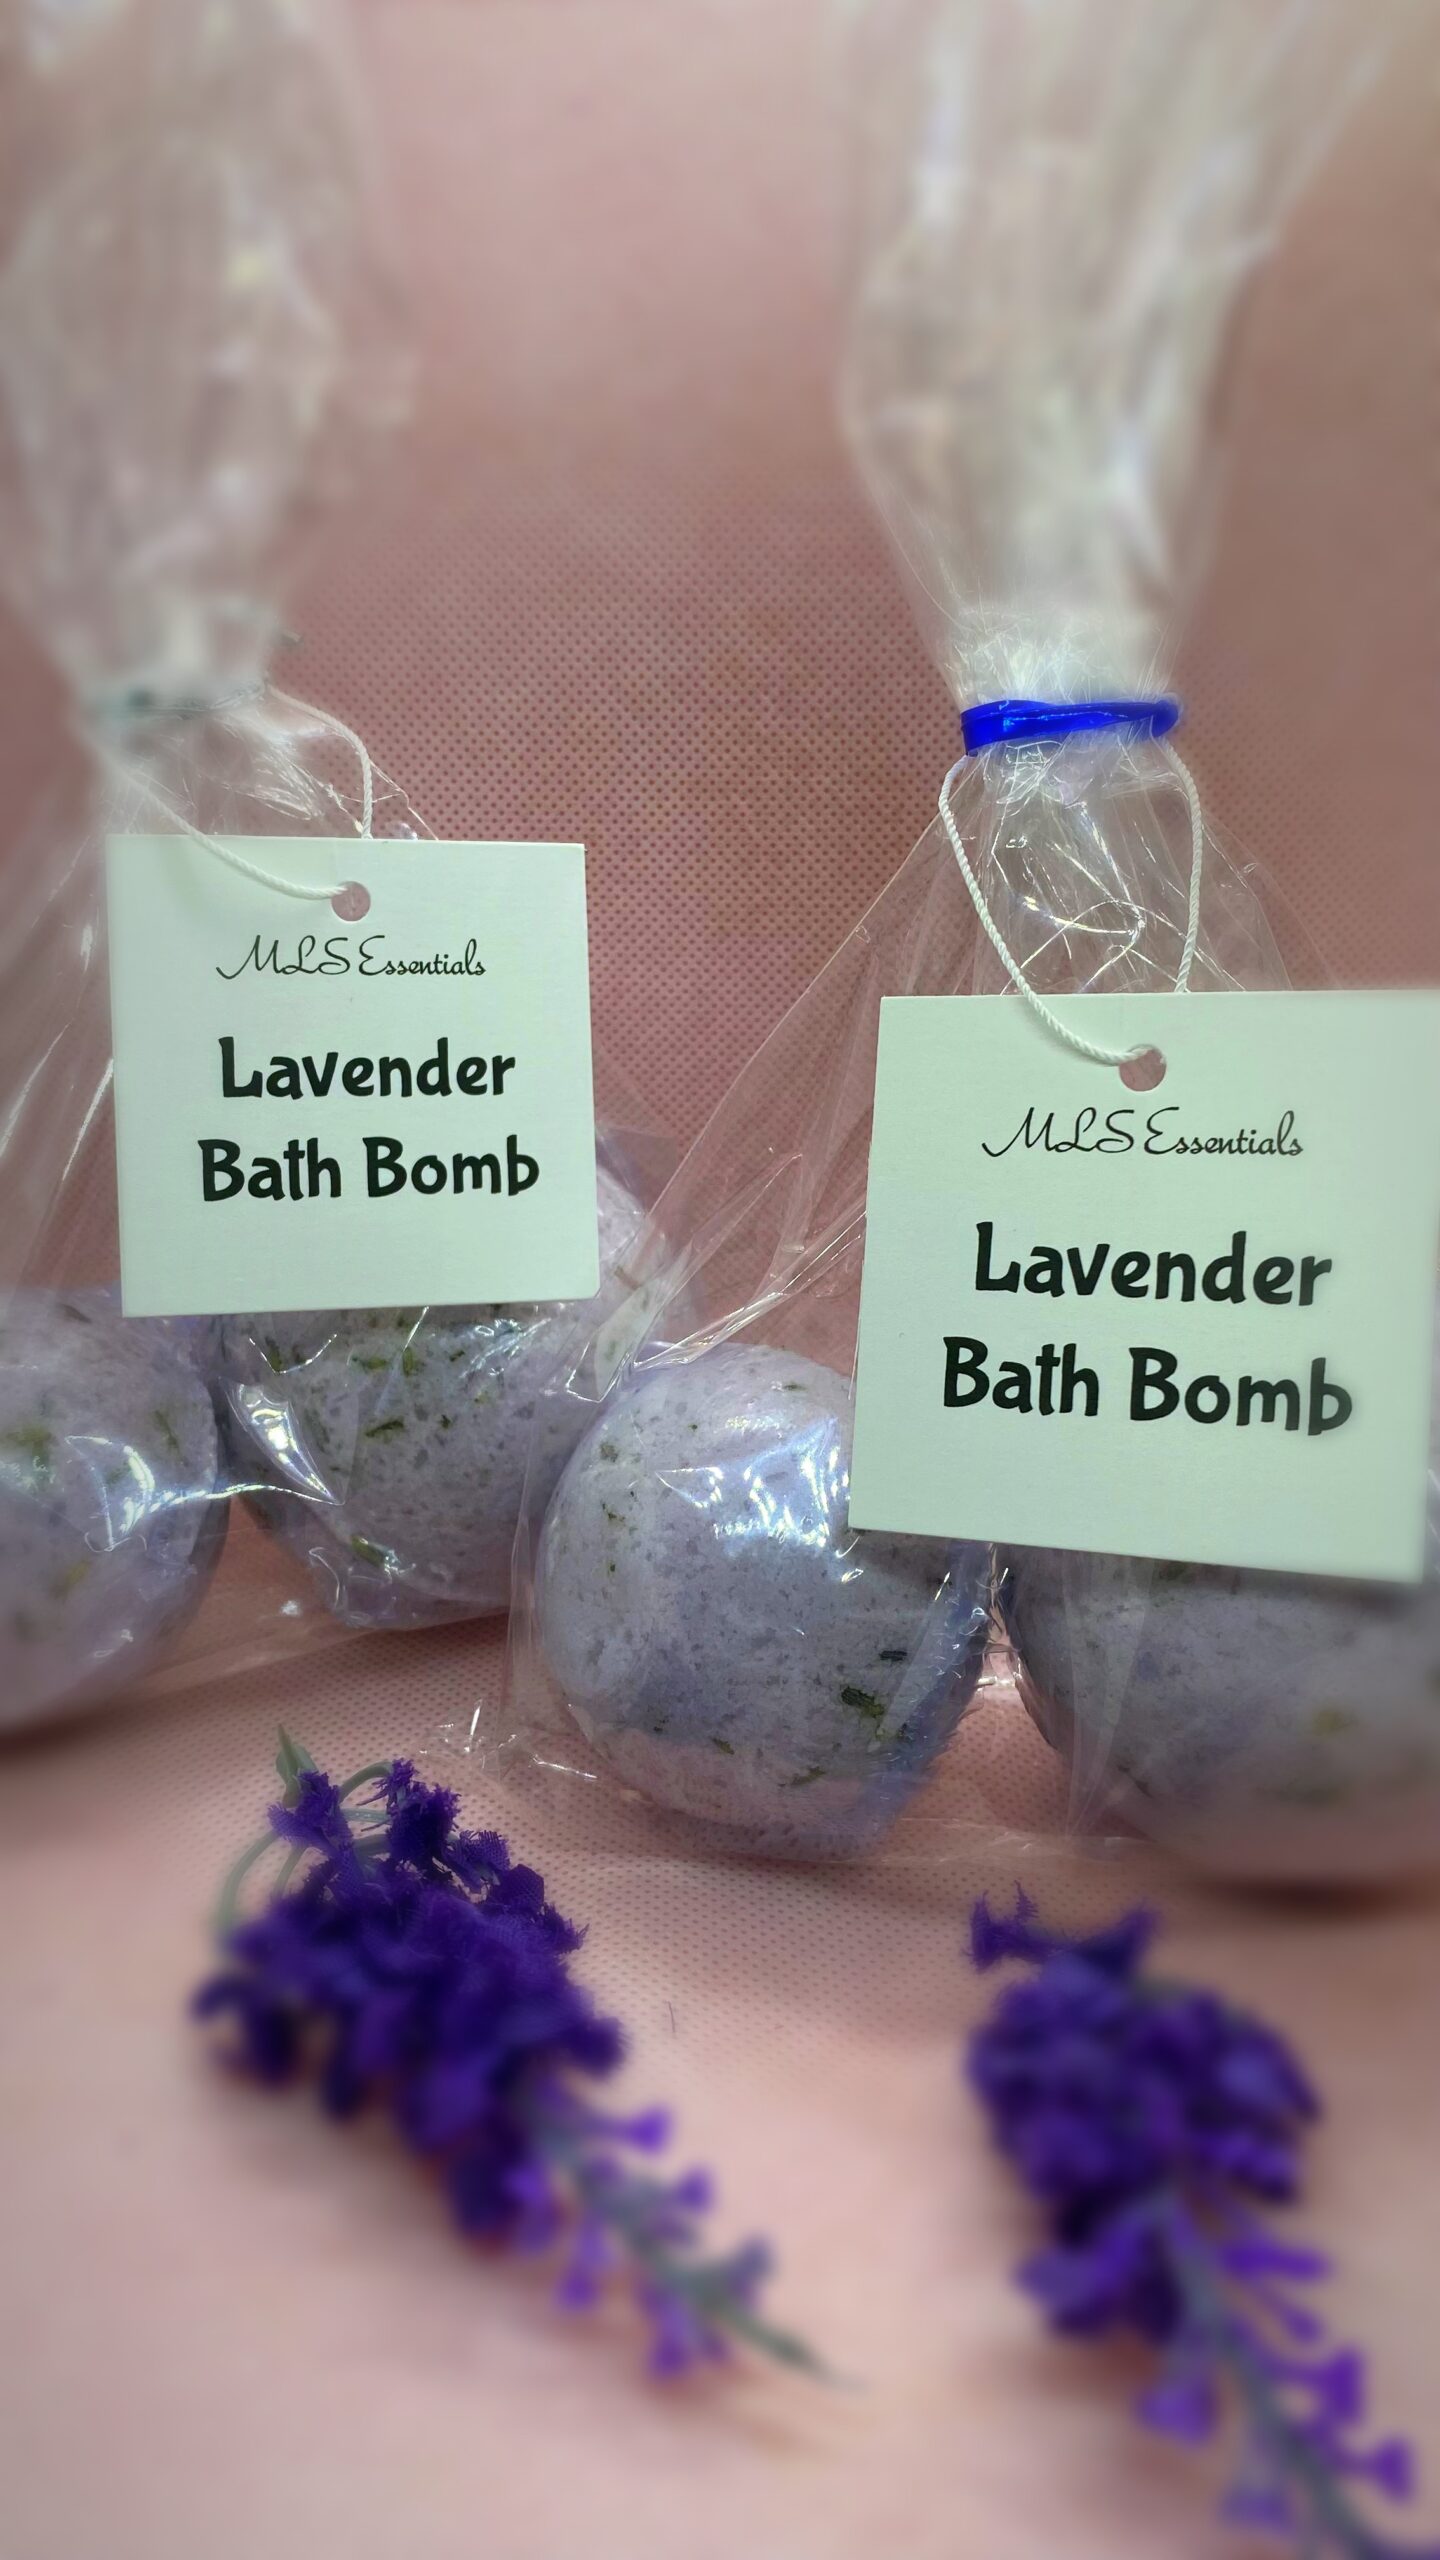 MLS Essentials
Lavender
Bath Bomb
MLS Essentials
Lavender
Bath Bomb